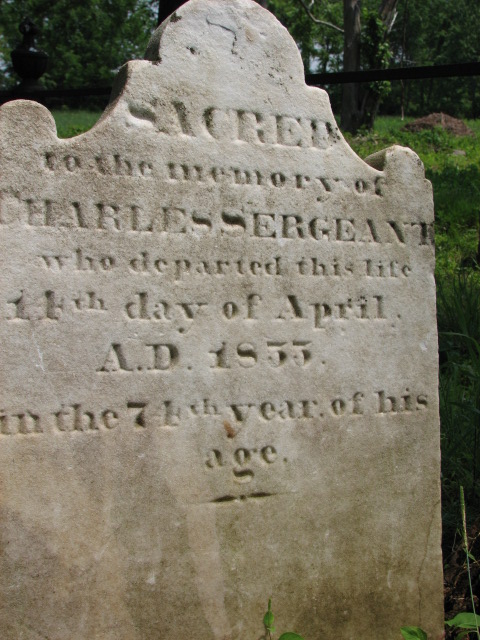 SACRED
to the memory of
CHARLES SERGEANT
who departed this life
14th day of April.
A.D. 1833.
in the 74th year. of his
age.